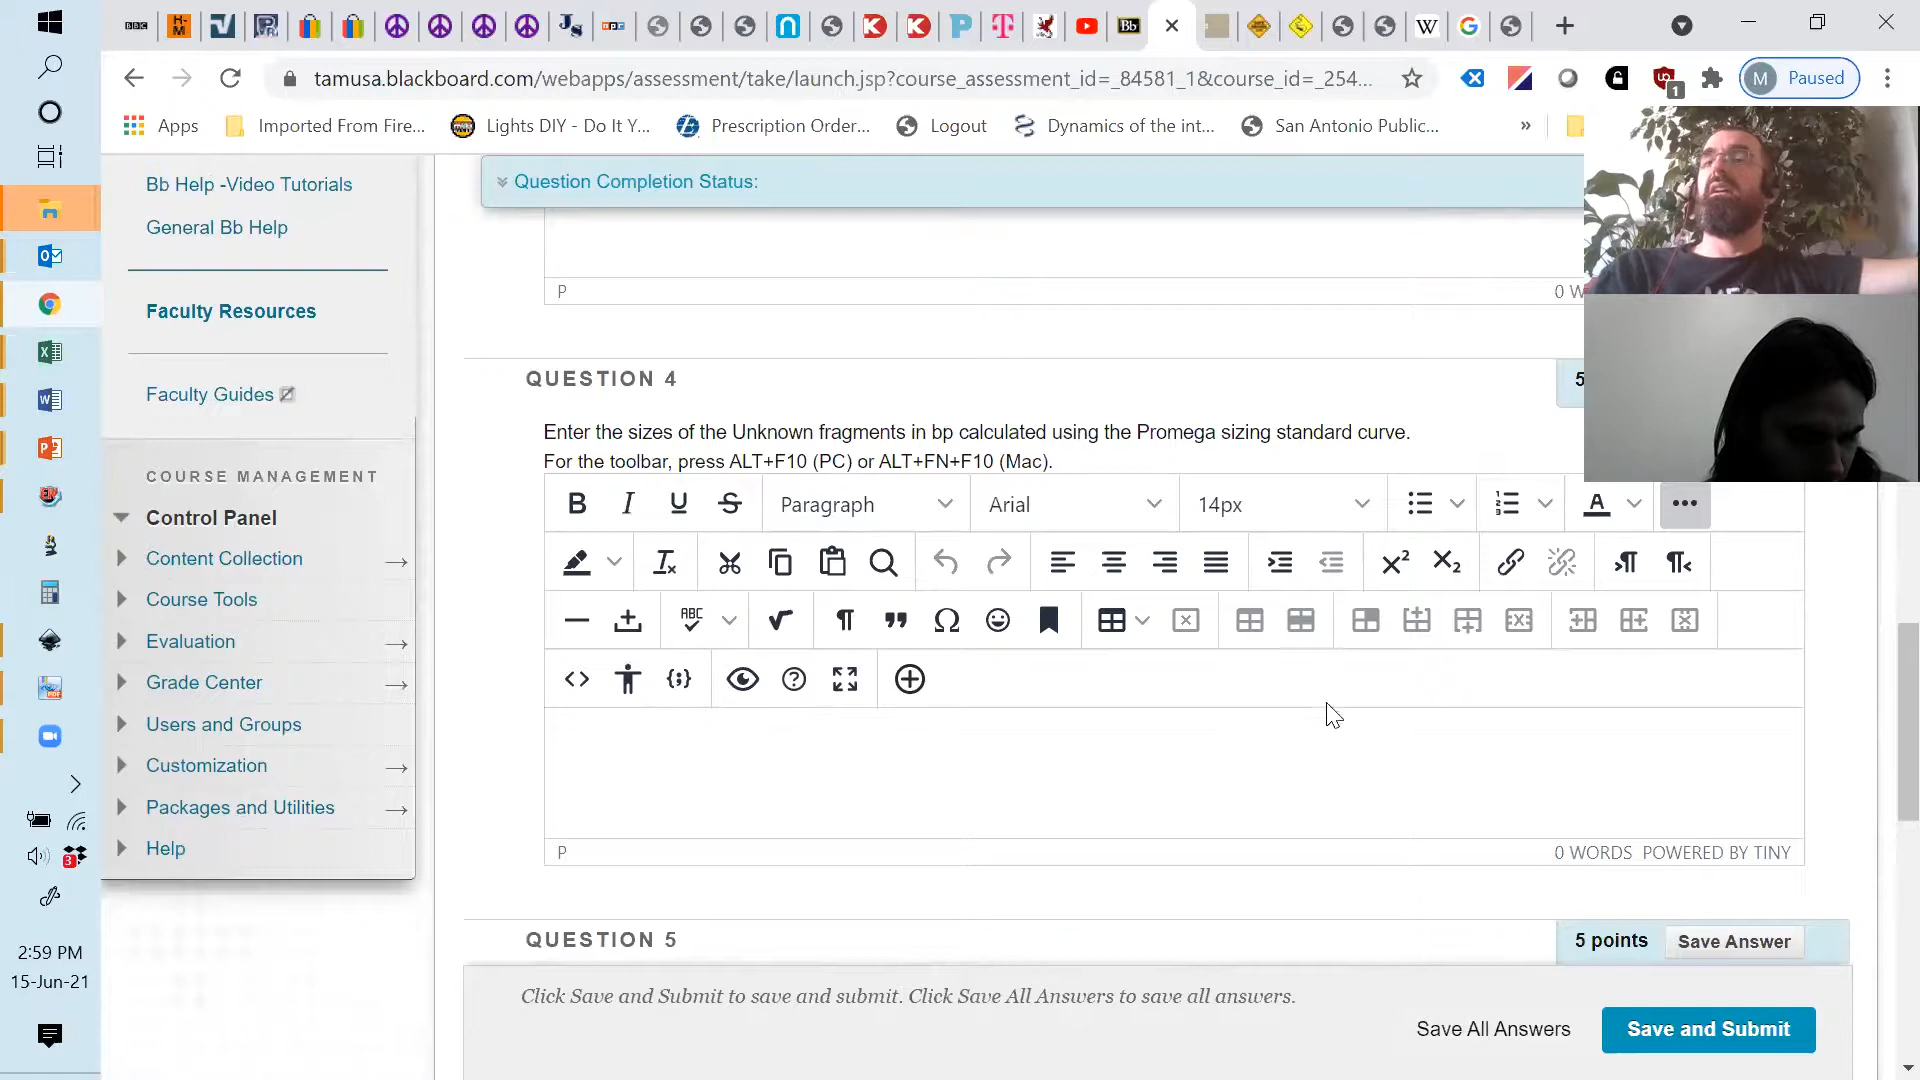 tamusa.blackboard.com/webapps/assessment/take/launch.jsp?course_assessment_id=_84581_1&course_id=_254...
M Paused
1
Apps
Imported From Fire...
Lights DIY - Do It Y...
Prescription Order...
Logout
Dynamics of the int...
San Antonio Public...
»
Bb Help -Video Tutorials
General Bb Help
Faculty Resources
Faculty Guides
COURSE MANAGEMENT
Control Panel
Content Collection
Course Tools
Evaluation
Grade Center
Users and Groups
Customization
Packages and Utilities
Help
3
2:59 PM
15-Jun-21
Question Completion Status:
P
0 W
QUESTION 4
5
Enter the sizes of the Unknown fragments in bp calculated using the Promega sizing standard curve.
For the toolbar, press ALT+F10 (PC) or ALT+FN+F10 (Mac).
B I U S Paragraph Arial 14px A
ABC
P
0 WORDS POWERED BY TINY
QUESTION 5
5 points Save Answer
Click Save and Submit to save and submit. Click Save All Answers to save all answers.
Save All Answers Save and Submit